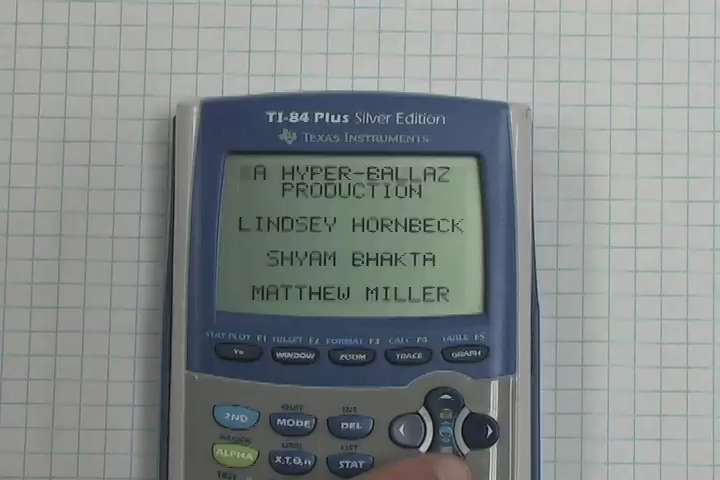 TI-84 Plus Silver Edition
TEXAS INSTRUMENTS
A HYPER-BALLAZ
PRODUCTION
LINDSEY HORNBECK
SHYAM BHAKTA
MATTHEW MILLER
STAT PLOT F1 TBLSET F2 FORMAT F3 CALC F4 TABLE F5
Y= WINDOW ZOOM TRACE GRAPH
QUIT INS
2ND MODE DEL
LINK LIST
ALPHA X,T,Θ,n STAT